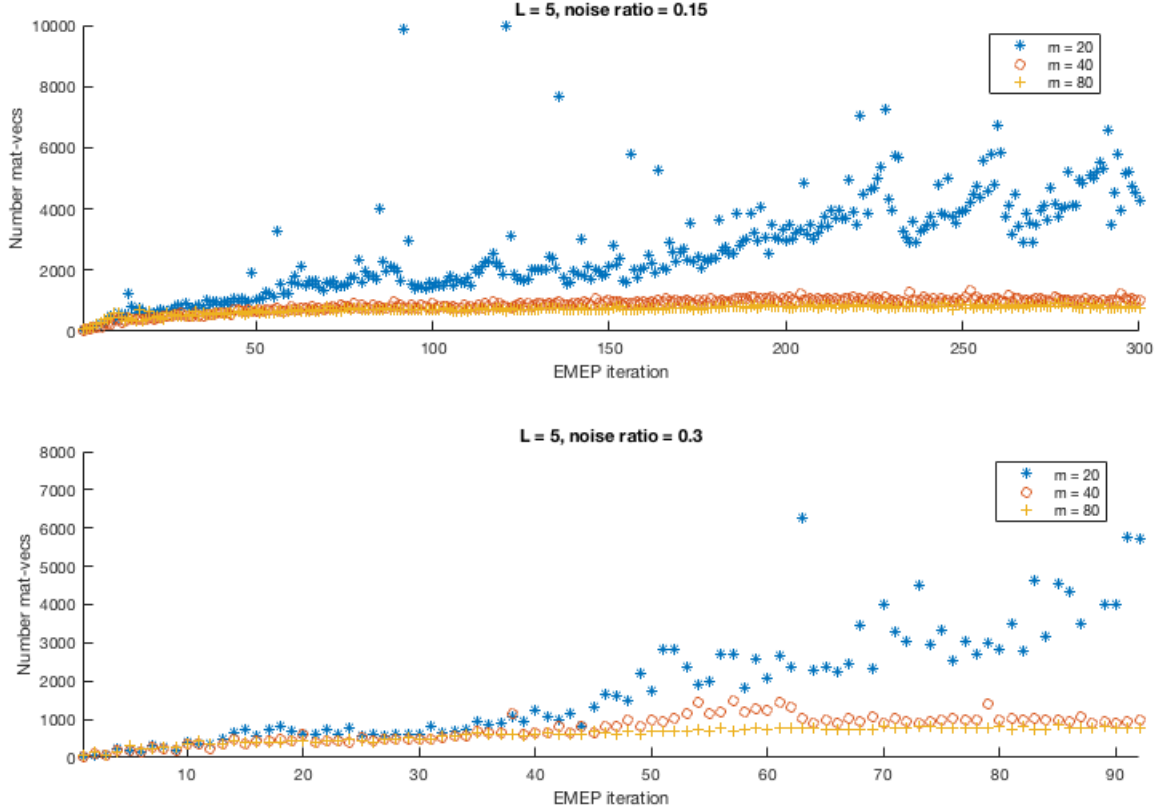 L = 5, noise ratio = 0.15
Number mat-vecs
10000
8000
6000
4000
2000
0
m = 20
m = 40
m = 80
50 100 150 200 250 300
EMEP iteration
L = 5, noise ratio = 0.3
Number mat-vecs
8000
7000
6000
5000
4000
3000
2000
1000
0
m = 20
m = 40
m = 80
10 20 30 40 50 60 70 80 90
EMEP iteration